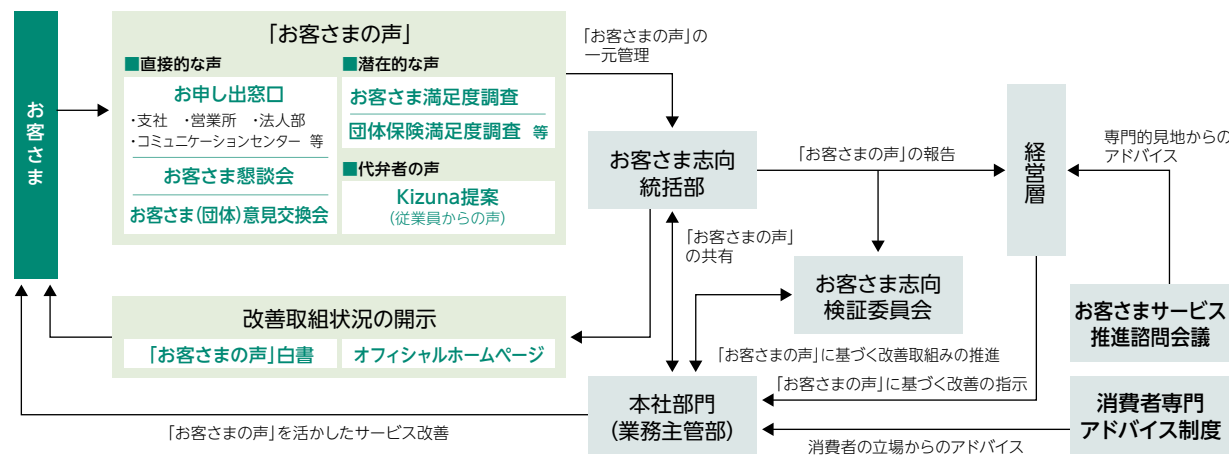 お客さま
「お客さまの声」
■直接的な声
お申し出窓口
・支社 ・営業所 ・法人部
・コミュニケーションセンター 等
お客さま懇談会
お客さま(団体)意見交換会
■潜在的な声
お客さま満足度調査
団体保険満足度調査 等
■代弁者の声
Kizuna提案
(従業員からの声)
「お客さまの声」の
一元管理
お客さま志向
統括部
「お客さまの声」の報告
経営層
専門的見地からの
アドバイス
「お客さまの声」
の共有
お客さま志向
検証委員会
お客さまサービス
推進諮問会議
改善取組状況の開示
「お客さまの声」白書
オフィシャルホームページ
「お客さまの声」に基づく改善取組みの推進
「お客さまの声」に基づく改善の指示
本社部門
(業務主管部)
消費者専門
アドバイス制度
「お客さまの声」を活かしたサービス改善
消費者の立場からのアドバイス